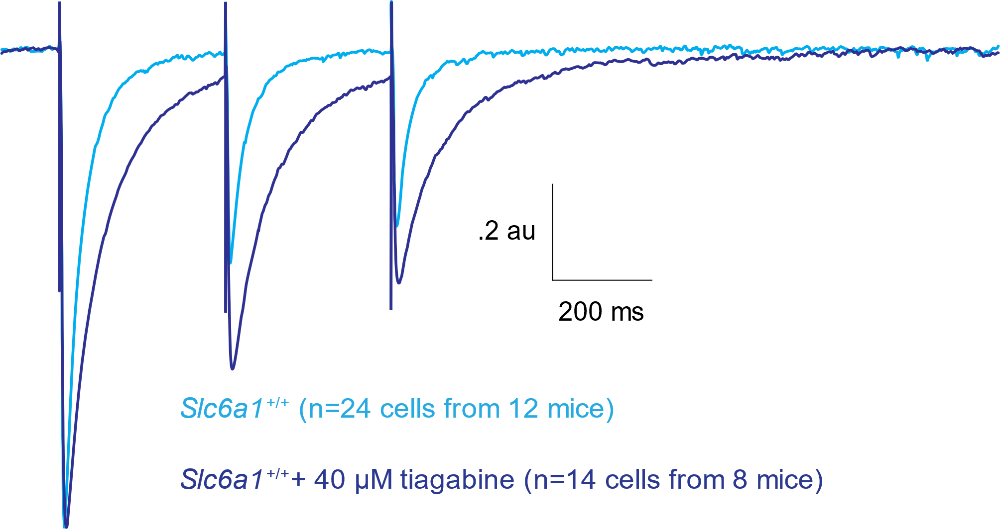 .2 au
200 ms
Slc6a1+/+ (n=24 cells from 12 mice)
Slc6a1+/++ 40 µM tiagabine (n=14 cells from 8 mice)